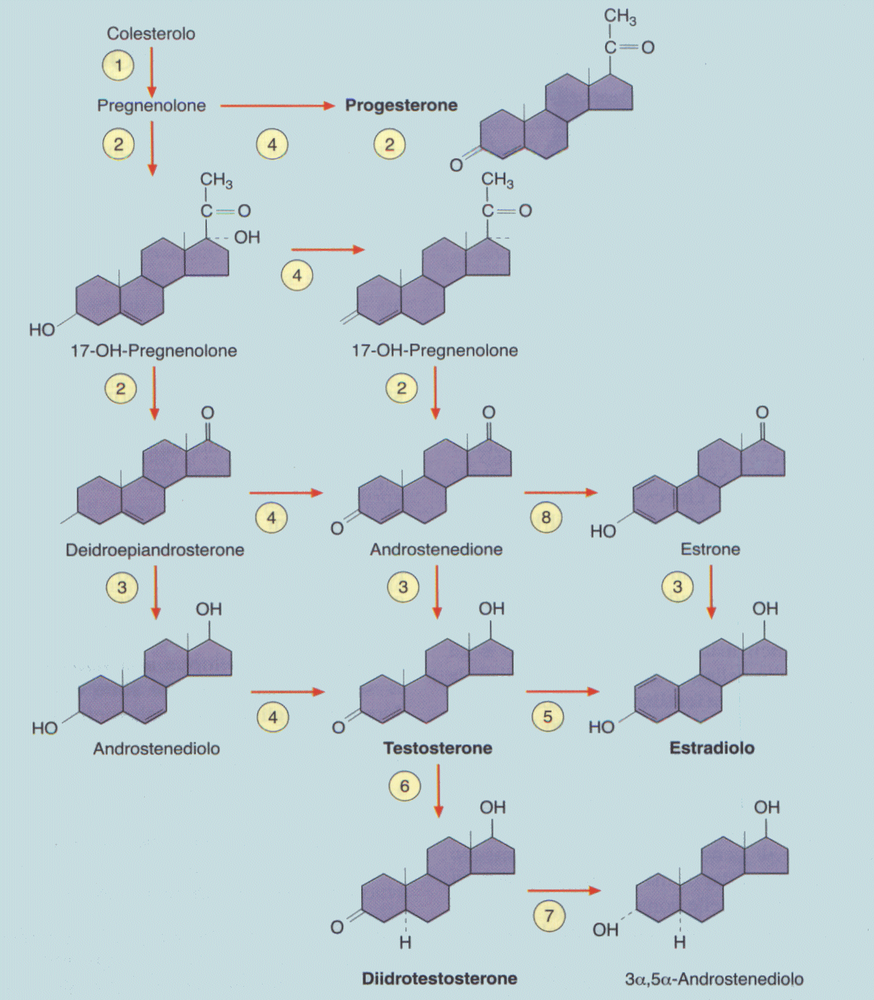 CH3
C=O
Colesterolo
1
Pregnenolone
Progesterone
2
4
2
O
CH3
C=O
OH
CH3
C=O
4
HO
17-OH-Pregnenolone
17-OH-Pregnenolone
2
2
O
O
O
4
8
O
HO
Deidroepiandrosterone
Androstenedione
Estrone
3
3
3
OH
OH
OH
4
5
HO
O
HO
Androstenediolo
Testosterone
Estradiolo
6
OH
OH
7
O
OH
H
H
Diidrotestosterone
3α,5α-Androstenediolo